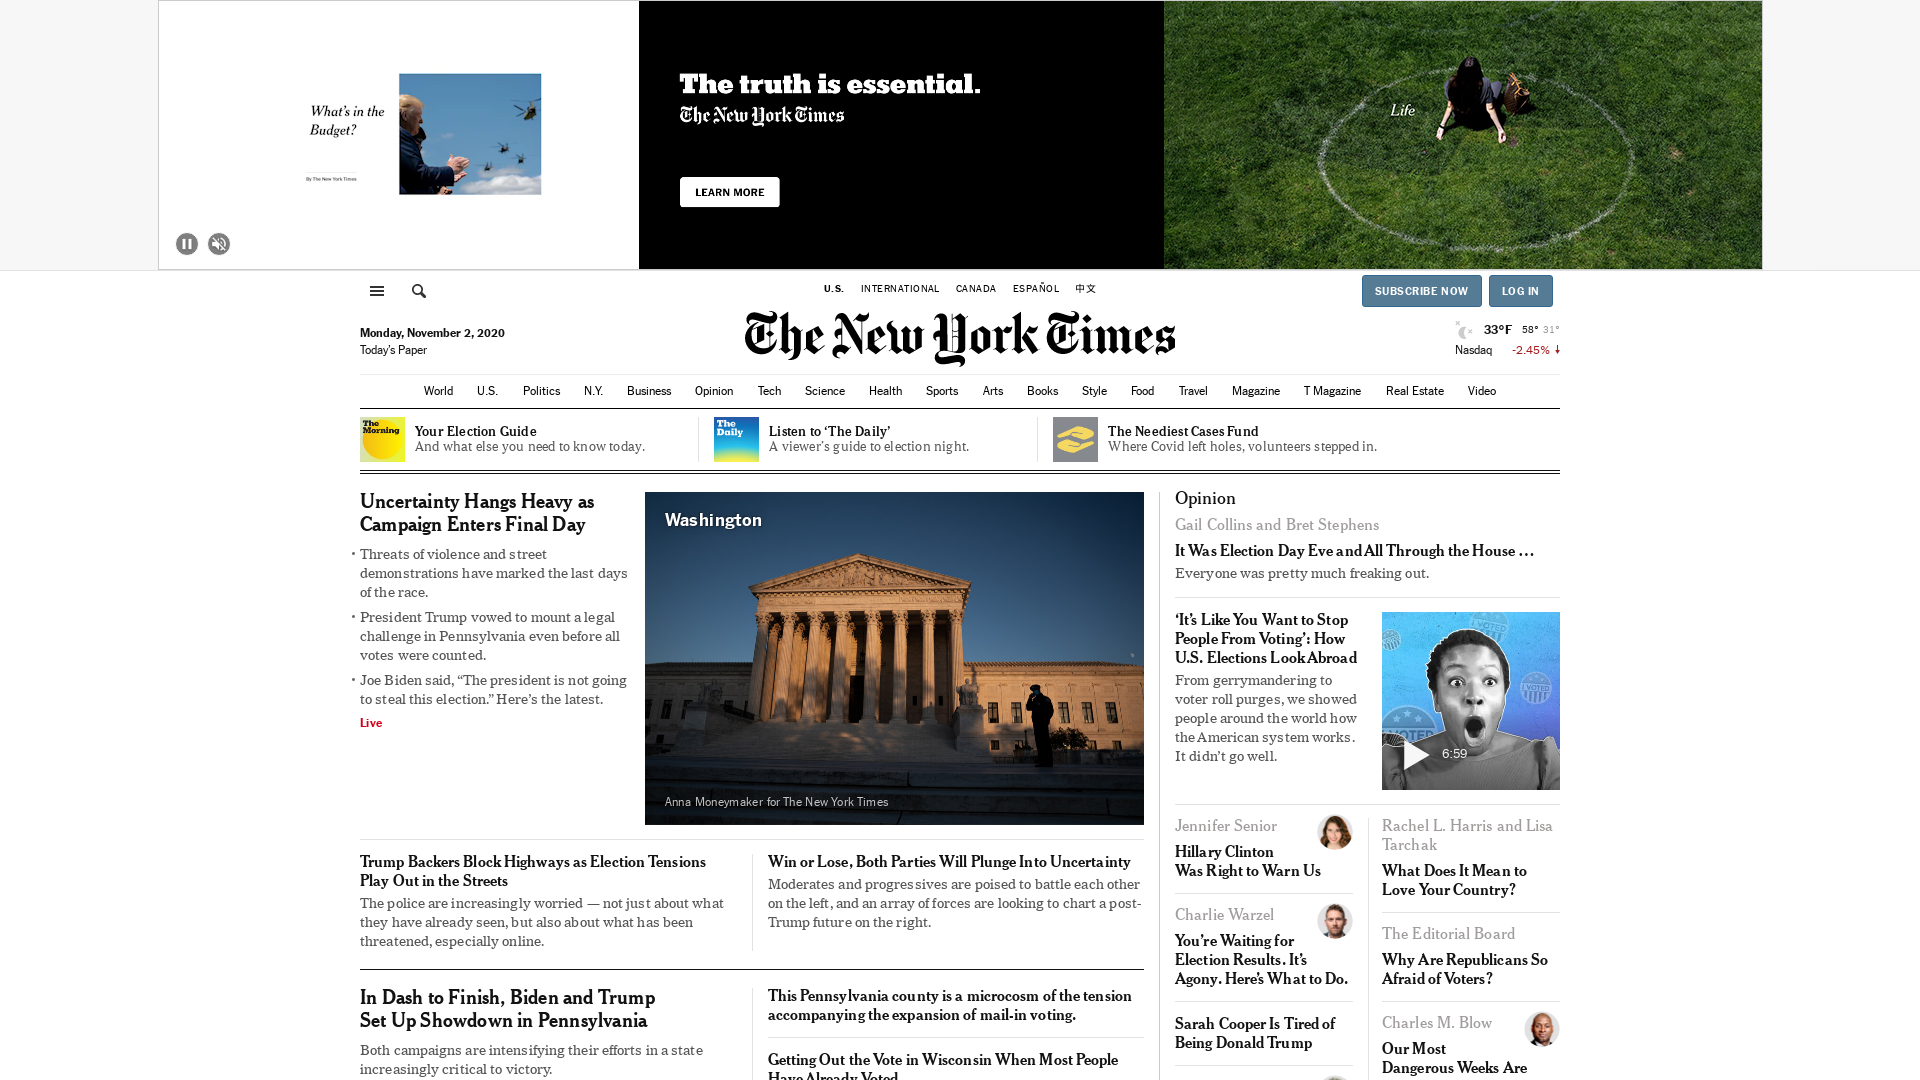 What's in the
Budget?
By The New York Times
The truth is essential.
The New York Times
LEARN MORE
Life
U.S. INTERNATIONAL CANADA ESPAÑOL 中文
SUBSCRIBE NOW LOG IN
Monday, November 2, 2020
Today's Paper
The New York Times
33°F 58° 31°
Nasdaq -2.45% ↓
World U.S. Politics N.Y. Business Opinion Tech Science Health Sports Arts Books Style Food Travel Magazine T Magazine Real Estate Video
The
Morning
Your Election Guide
And what else you need to know today.
The
Daily
Listen to ‘The Daily’
A viewer's guide to election night.
The Neediest Cases Fund
Where Covid left holes, volunteers stepped in.
Uncertainty Hangs Heavy as
Campaign Enters Final Day
• Threats of violence and street
demonstrations have marked the last days
of the race.
• President Trump vowed to mount a legal
challenge in Pennsylvania even before all
votes were counted.
• Joe Biden said, “The president is not going
to steal this election.” Here’s the latest.
Live
Washington
Anna Moneymaker for The New York Times
Trump Backers Block Highways as Election Tensions
Play Out in the Streets
The police are increasingly worried — not just about what
they have already seen, but also about what has been
threatened, especially online.
Win or Lose, Both Parties Will Plunge Into Uncertainty
Moderates and progressives are poised to battle each other
on the left, and an array of forces are looking to chart a post-
Trump future on the right.
In Dash to Finish, Biden and Trump
Set Up Showdown in Pennsylvania
Both campaigns are intensifying their efforts in a state
increasingly critical to victory.
This Pennsylvania county is a microcosm of the tension
accompanying the expansion of mail-in voting.
Getting Out the Vote in Wisconsin When Most People
Have Already Voted
Opinion
Gail Collins and Bret Stephens
It Was Election Day Eve and All Through the House …
Everyone was pretty much freaking out.
‘It’s Like You Want to Stop
People From Voting’: How
U.S. Elections Look Abroad
From gerrymandering to
voter roll purges, we showed
people around the world how
the American system works.
It didn’t go well.
I VOTED
VOTED
6:59
Jennifer Senior
Hillary Clinton
Was Right to Warn Us
Charlie Warzel
You’re Waiting for
Election Results. It’s
Agony. Here’s What to Do.
Sarah Cooper Is Tired of
Being Donald Trump
Rachel L. Harris and Lisa
Tarchak
What Does It Mean to
Love Your Country?
The Editorial Board
Why Are Republicans So
Afraid of Voters?
Charles M. Blow
Our Most
Dangerous Weeks Are